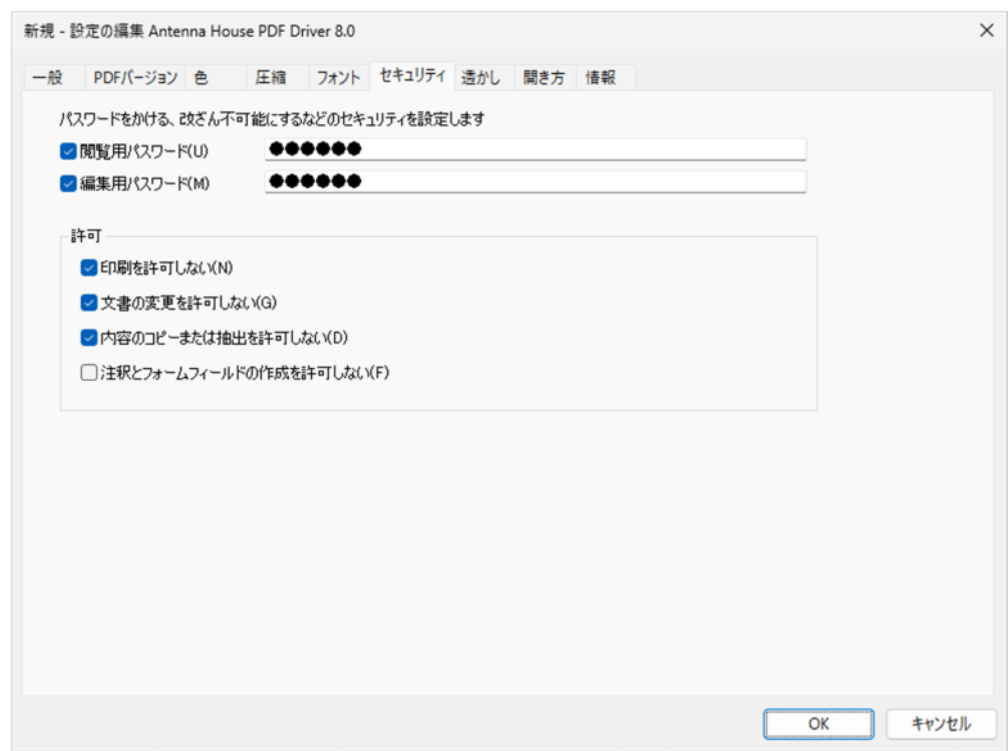 新規 - 設定の編集 Antenna House PDF Driver 8.0
一般 PDFバージョン 色 圧縮 フォント セキュリティ 透かし 開き方 情報
パスワードをかける、改ざん不可能にするなどのセキュリティを設定します
閲覧用パスワード(U) ●●●●●●
編集用パスワード(M) ●●●●●●
許可
印刷を許可しない(N)
文書の変更を許可しない(G)
内容のコピーまたは抽出を許可しない(D)
注釈とフォームフィールドの作成を許可しない(F)
OK キャンセル